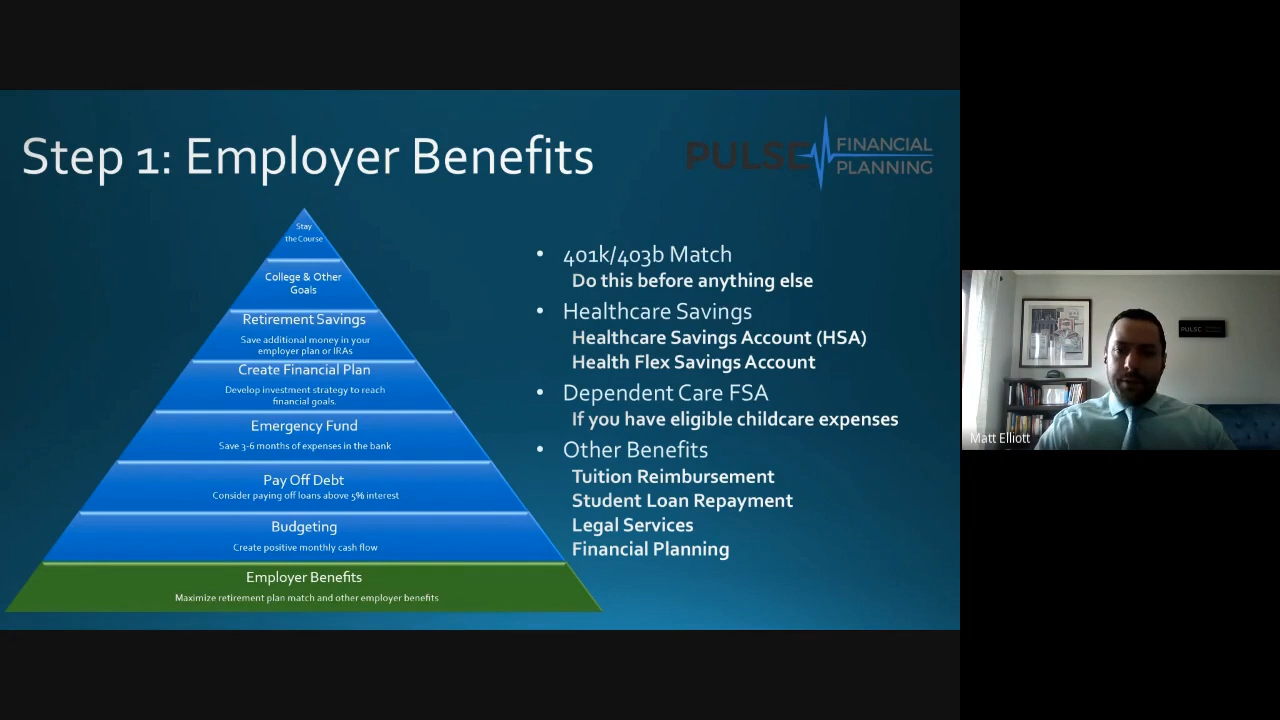 Step 1: Employer Benefits
PULSE
FINANCIAL
PLANNING
Stay
the Course
College & Other
Goals
Retirement Savings
Save additional money in your
employer plan or IRAs
Create Financial Plan
Develop investment strategy to reach
financial goals.
Emergency Fund
Save 3-6 months of expenses in the bank
Pay Off Debt
Consider paying off loans above 5% interest
Budgeting
Create positive monthly cash flow
Employer Benefits
Maximize retirement plan match and other employer benefits
• 401k/403b Match
Do this before anything else
• Healthcare Savings
Healthcare Savings Account (HSA)
Health Flex Savings Account
• Dependent Care FSA
If you have eligible childcare expenses
• Other Benefits
Tuition Reimbursement
Student Loan Repayment
Legal Services
Financial Planning
PULSE
Matt Elliott